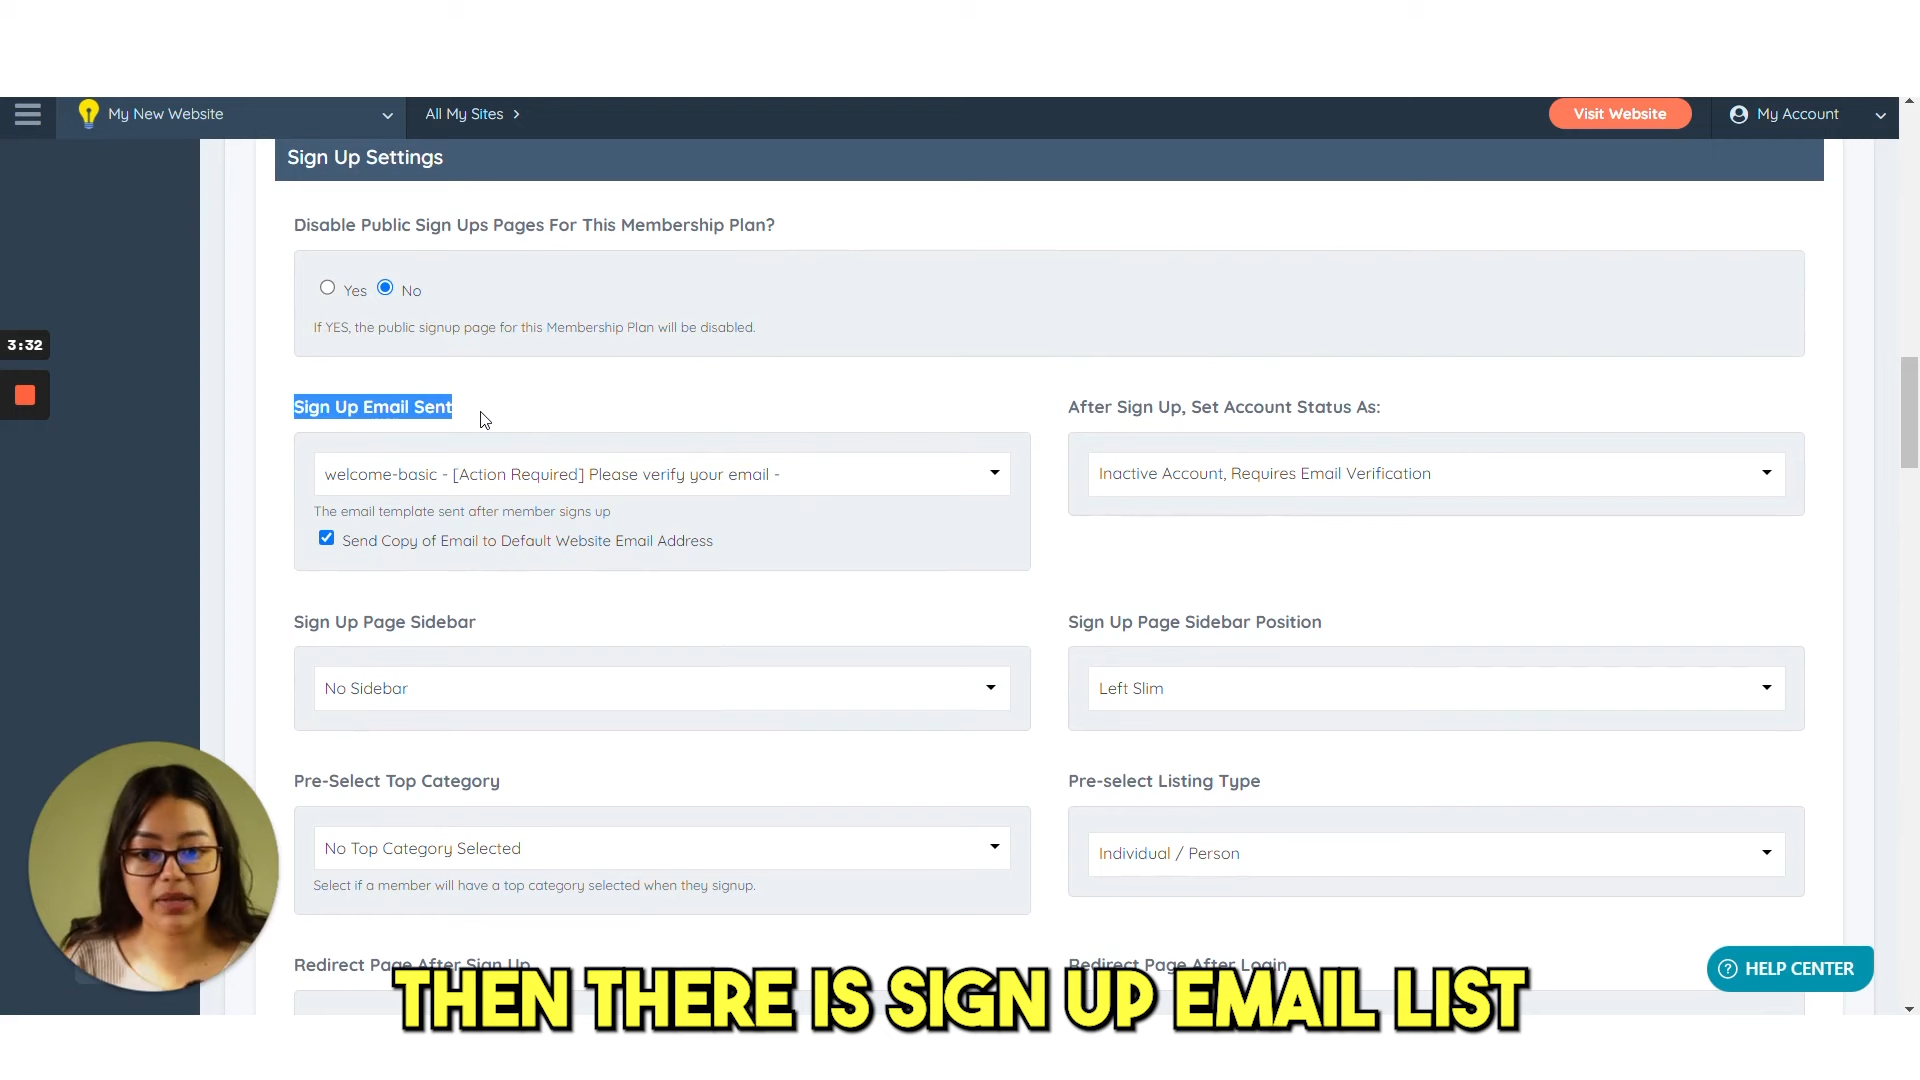 My New Website
All My Sites >
Visit Website
My Account
Sign Up Settings
Disable Public Sign Ups Pages For This Membership Plan?
Yes No
If YES, the public signup page for this Membership Plan will be disabled.
3:32
Sign Up Email Sent
After Sign Up, Set Account Status As:
welcome-basic - [Action Required] Please verify your email -
Inactive Account, Requires Email Verification
The email template sent after member signs up
Send Copy of Email to Default Website Email Address
Sign Up Page Sidebar
Sign Up Page Sidebar Position
No Sidebar
Left Slim
Pre-Select Top Category
Pre-select Listing Type
No Top Category Selected
Individual / Person
Select if a member will have a top category selected when they signup.
Redirect Page After Sign Up
Redirect Page After Login
? HELP CENTER
THEN THERE IS SIGN UP EMAIL LIST